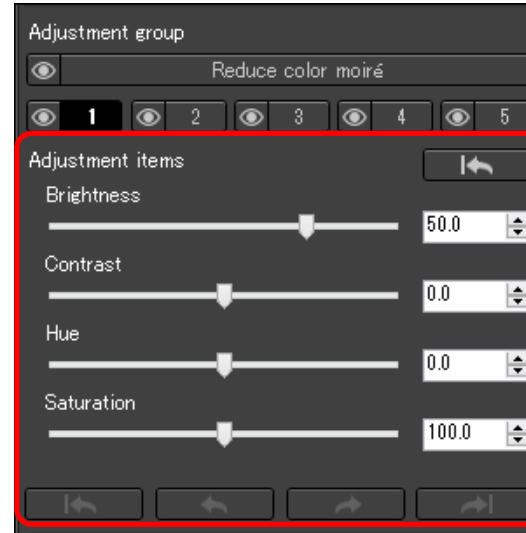 Adjustment group
Reduce color moiré
1 2 3 4 5
Adjustment items
Brightness
50.0
Contrast
0.0
Hue
0.0
Saturation
100.0